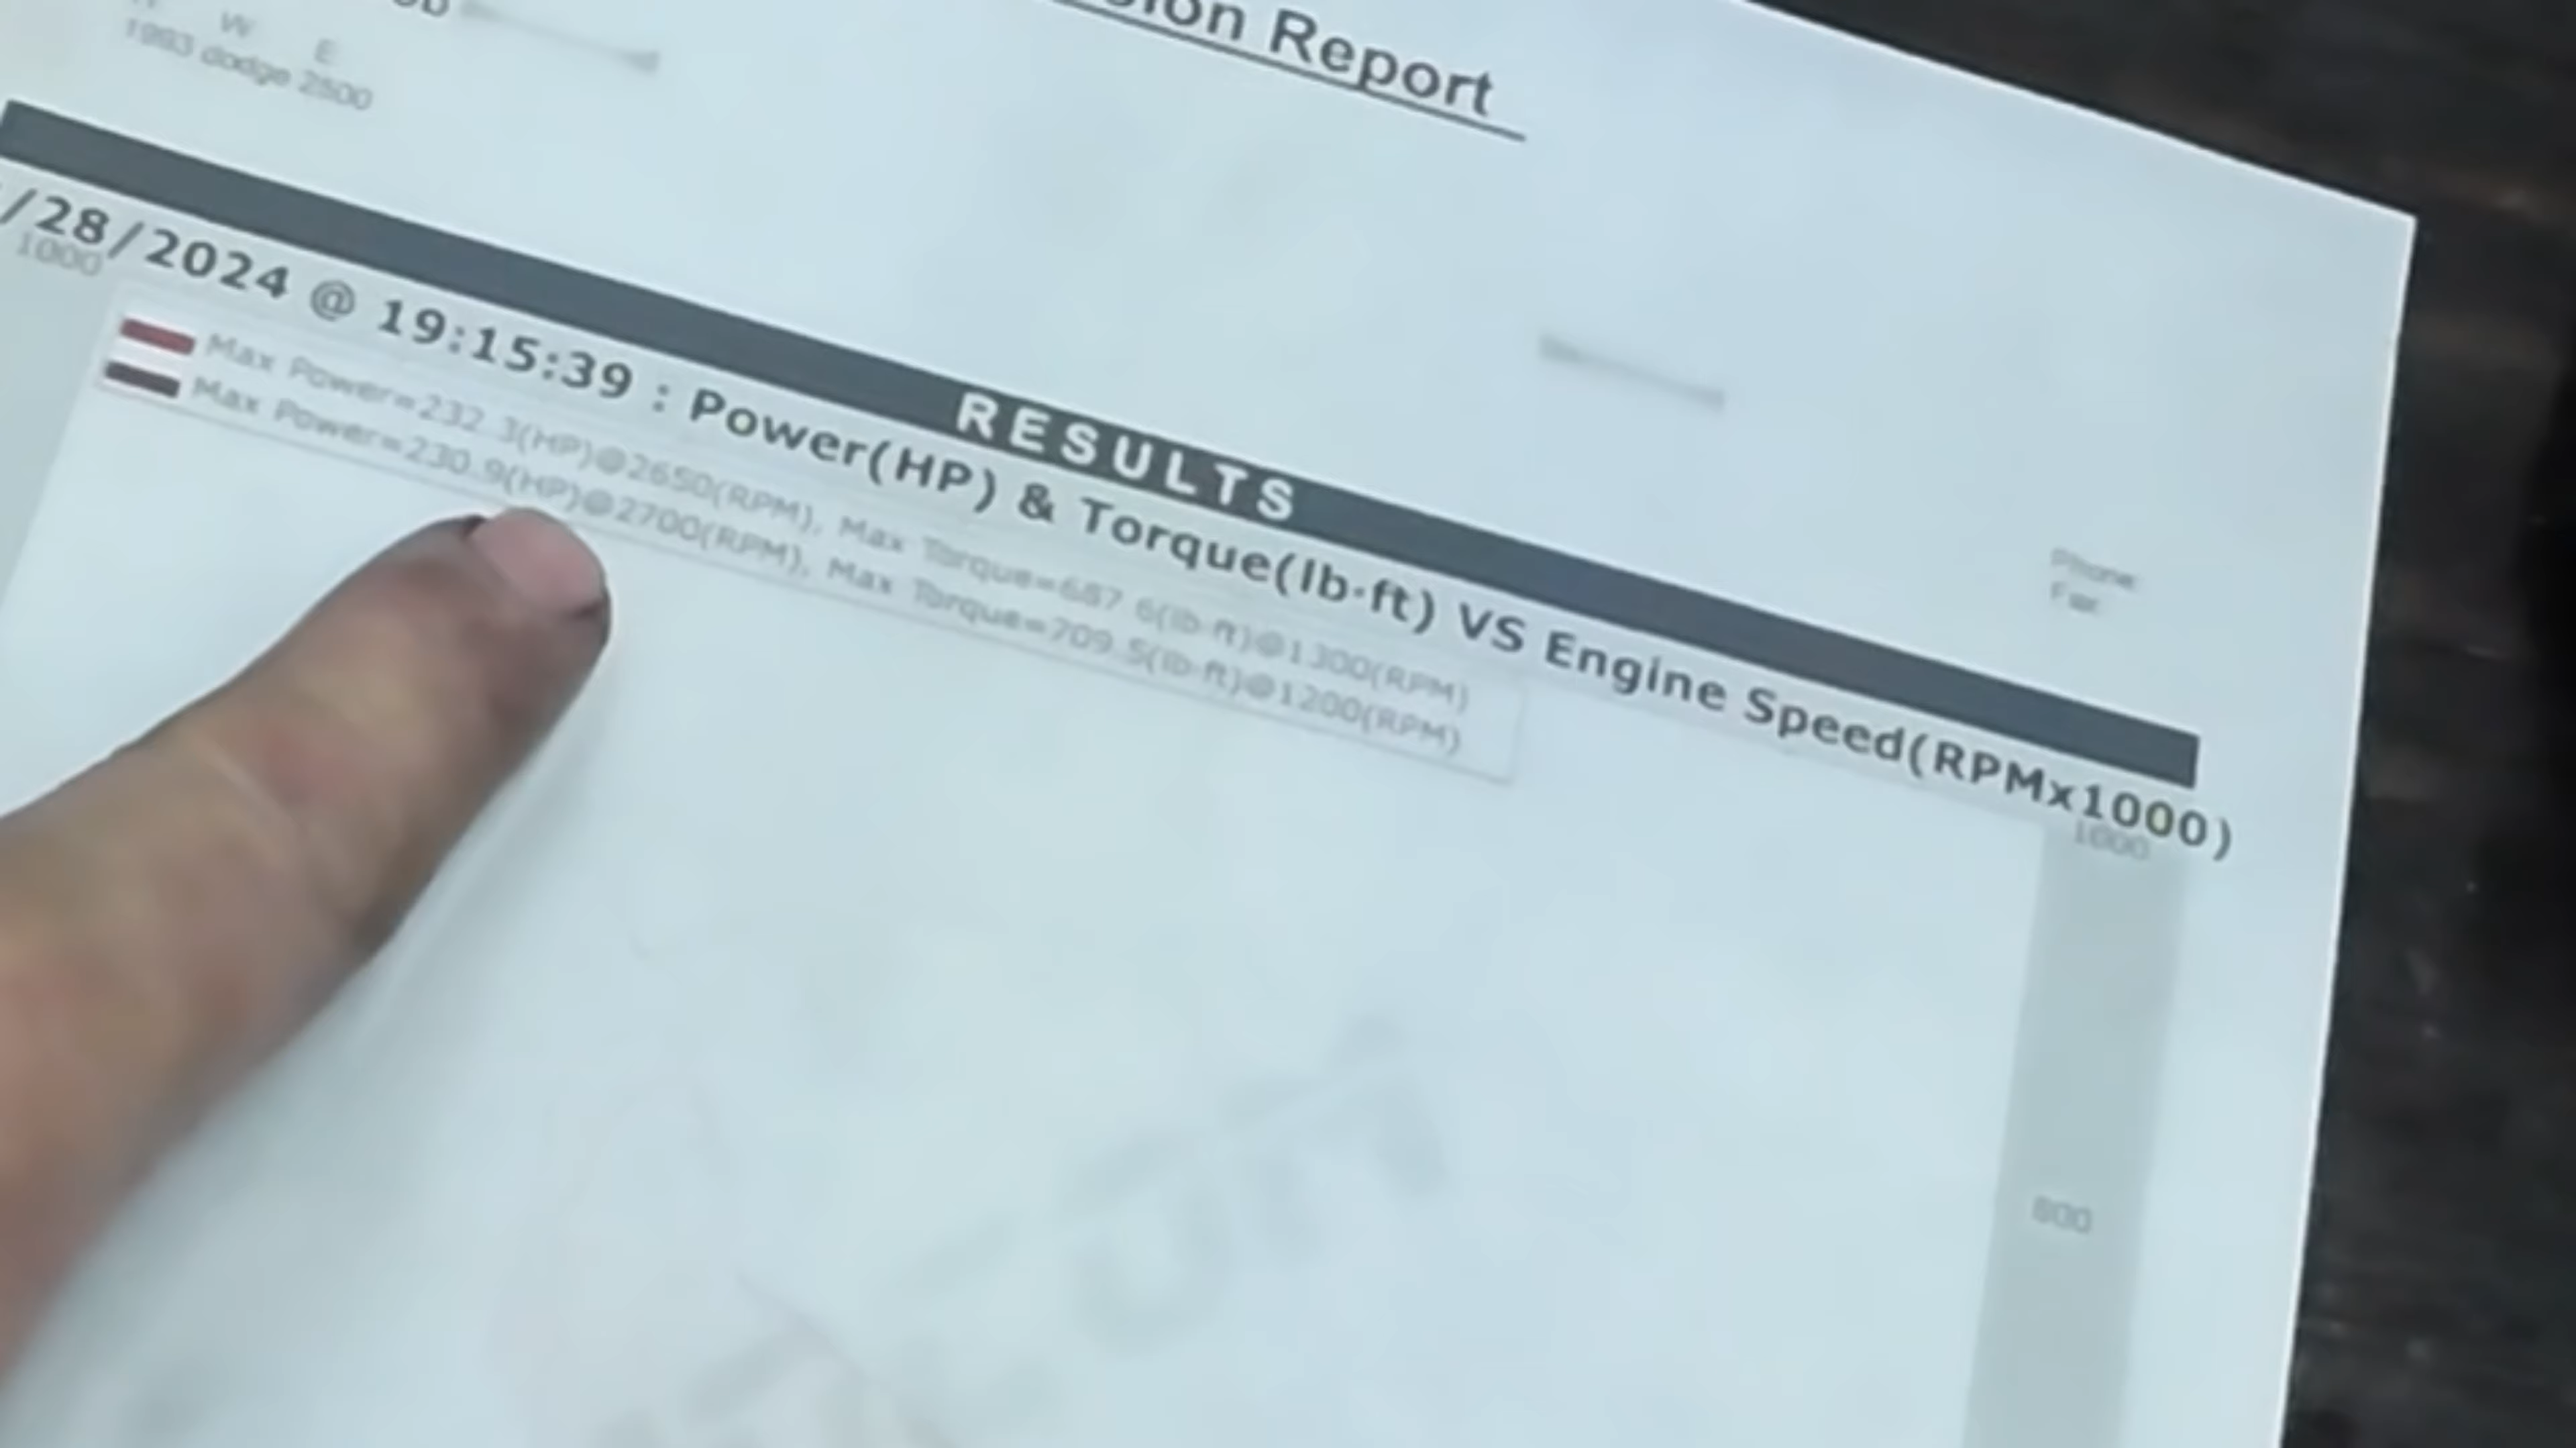 ion Report
W E
1993 dodge 2500
Phone
Fax
RESULTS
/28/2024 @ 19:15:39 : Power(HP) & Torque(lb·ft) VS Engine Speed(RPMx1000)
1000
1000
Max Power=232.3(HP)@2650(RPM), Max Torque=687.6(lb·ft)@1300(RPM)
Max Power=230.9(HP)@2700(RPM), Max Torque=709.5(lb·ft)@1200(RPM)
800